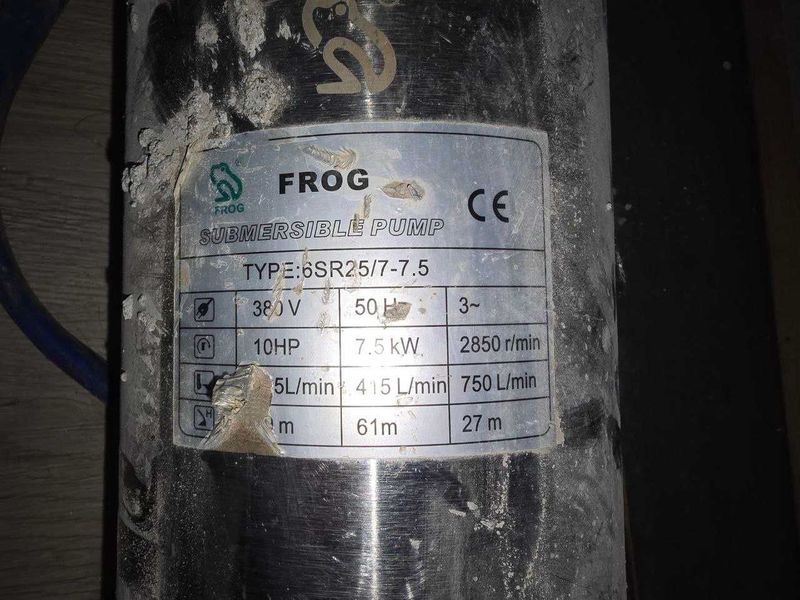 FROG
FROG
CE
SUBMERSIBLE PUMP
TYPE:6SR25/7-7.5
380 V 50 3~
10HP 7.5 kW 2850 r/min
415 L/min 750 L/min
H m 61m 27 m